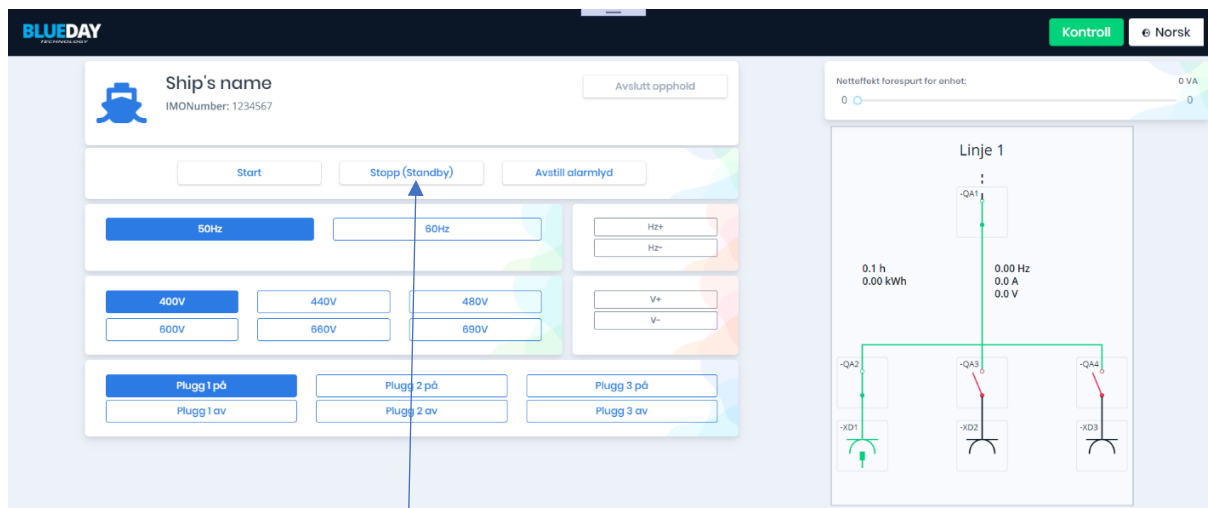 BLUEDAY
TECHNOLOGY
Kontroll
Norsk
Ship's name
IMONumber: 1234567
Avslutt opphold
Start
Stopp (Standby)
Avstill alarmlyd
50Hz
60Hz
Hz+
Hz-
400V
440V
480V
600V
660V
690V
V+
V-
Plugg 1 på
Plugg 2 på
Plugg 3 på
Plugg 1 av
Plugg 2 av
Plugg 3 av
Netteffekt forespurt for enhet:
0 VA
0
0
Linje 1
-QA1
0.1 h
0.00 kWh
0.00 Hz
0.0 A
0.0 V
-QA2
-QA3
-QA4
-XD1
-XD2
-XD3